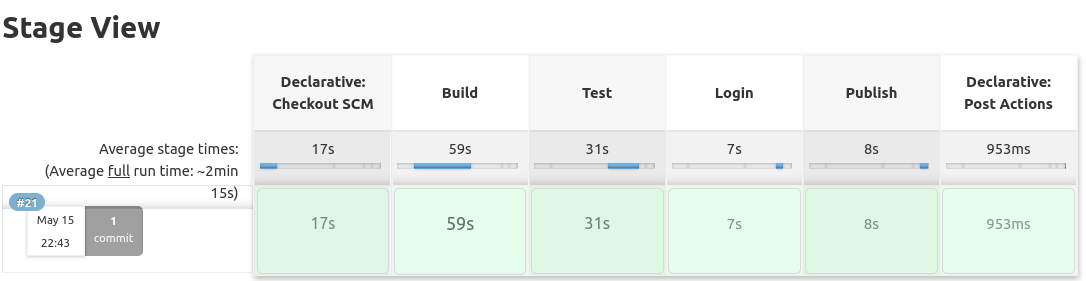 Stage View
Declarative:
Checkout SCM
Build
Test
Login
Publish
Declarative:
Post Actions
Average stage times:
(Average full run time: ~2min
15s)
17s
59s
31s
7s
8s
953ms
#21
May 15
22:43
1
commit
17s
59s
31s
7s
8s
953ms